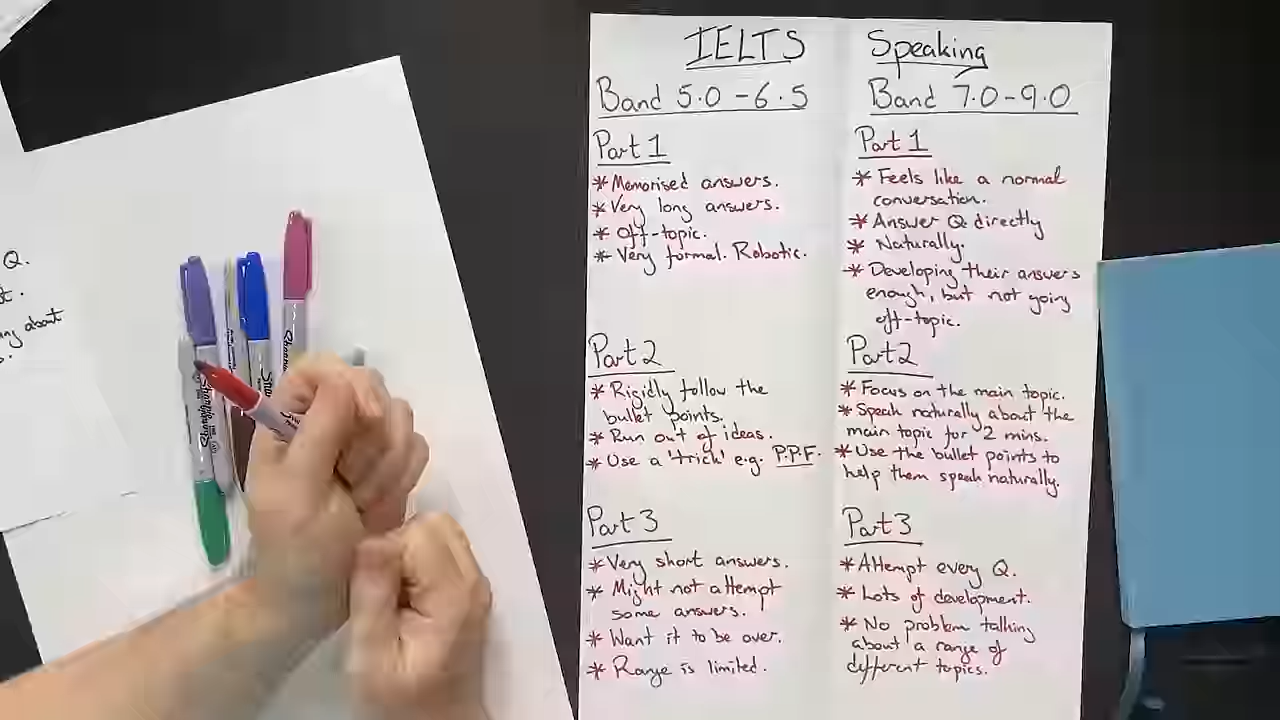 Q.
about
IELTS Speaking
Band 5.0 - 6.5
Part 1
* Memorised answers.
* Very long answers.
* Off-topic.
* Very formal. Robotic.
Part 2
* Rigidly follow the
bullet points.
* Run out of ideas.
* Use a 'trick' e.g. P.P.F.
Part 3
* Very short answers.
* Might not attempt
some answers.
* Want it to be over.
* Range is limited.
Band 7.0 - 9.0
Part 1
* Feels like a normal
conversation.
* Answer Q. directly
* Naturally.
* Developing their answers
enough, but not going
off-topic.
Part 2
* Focus on the main topic.
* Speak naturally about the
main topic for 2 mins.
* Use the bullet points to
help them speak naturally.
Part 3
* Attempt every Q.
* Lots of development.
* No problem talking
about a range of
different topics.
Sharpie